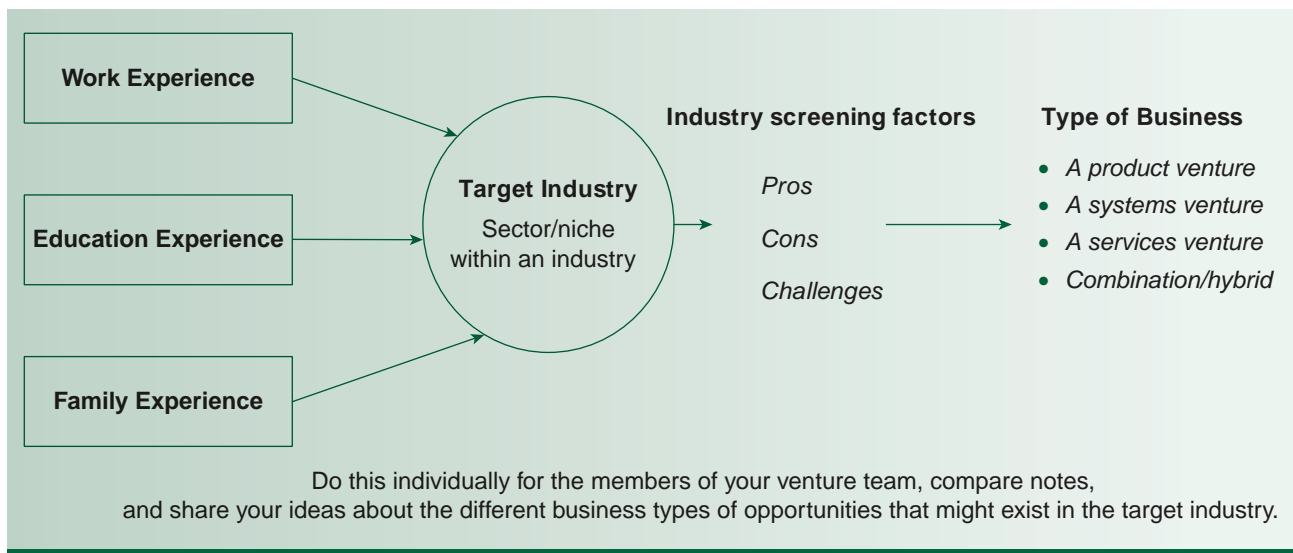 Work Experience
Education Experience
Family Experience
Target Industry
Sector/niche
within an industry
Industry screening factors
Pros
Cons
Challenges
Type of Business
• A product venture
• A systems venture
• A services venture
• Combination/hybrid
Do this individually for the members of your venture team, compare notes,
and share your ideas about the different business types of opportunities that might exist in the target industry.